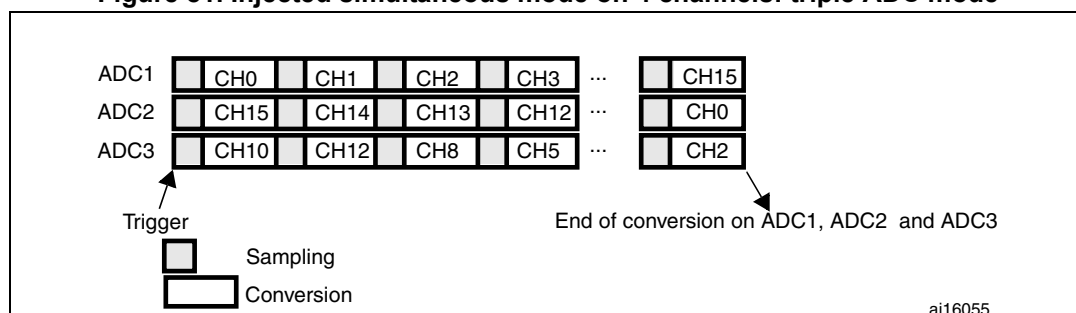 Figure 51. Injected simultaneous mode on 4 channels: triple ADC mode
ADC1 CH0 CH1 CH2 CH3 ... CH15
ADC2 CH15 CH14 CH13 CH12 ... CH0
ADC3 CH10 CH12 CH8 CH5 ... CH2
Trigger
End of conversion on ADC1, ADC2 and ADC3
Sampling
Conversion
ai16055